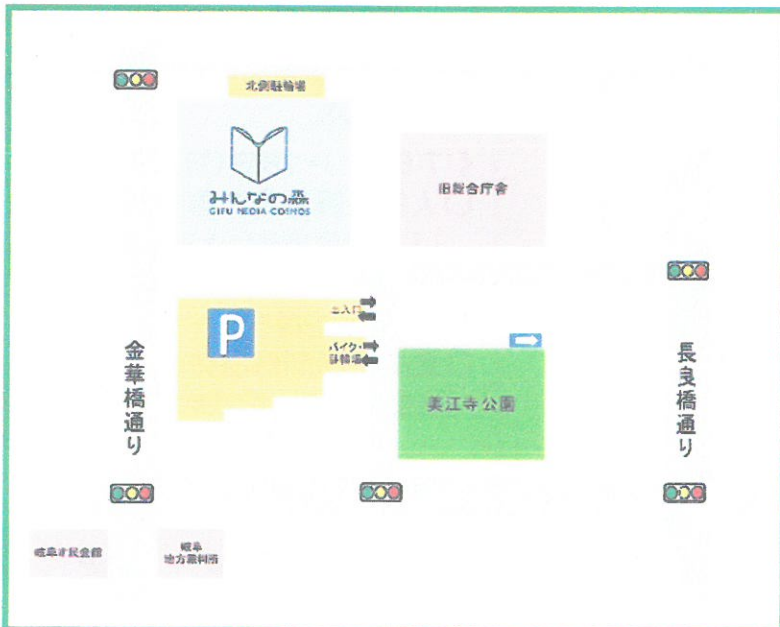 北側駐輪場
みんなの森
GIFU MEDIA COSMOS
旧総合庁舎
出入口
P
バイク・
駐輪場
金華橋通り
長良橋通り
美江寺公園
岐阜市民会館
岐阜
地方裁判所